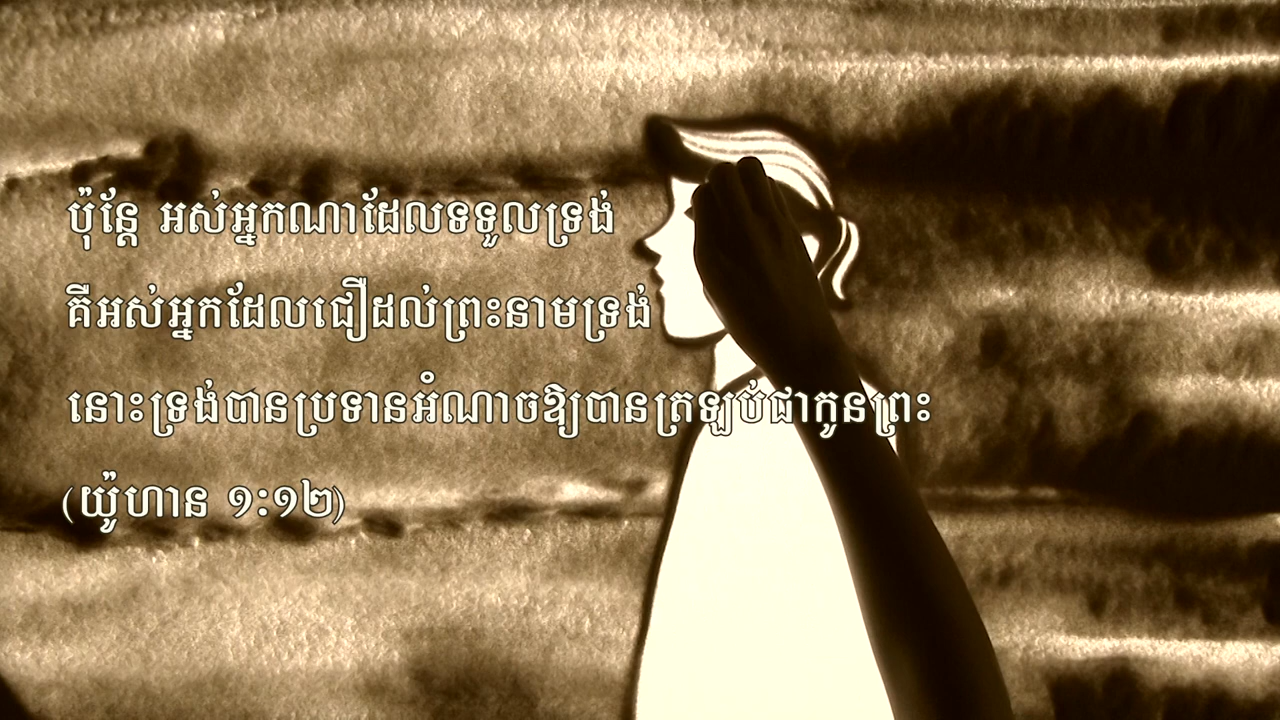 ប៉ុន្តែ អស់អ្នកណាដែលទទួលទ្រង់
គឺអស់អ្នកដែលជឿដល់ព្រះនាមទ្រង់
នោះទ្រង់បានប្រទានអំណាចឱ្យបានត្រឡប់ជាកូនព្រះ
(យ៉ូហាន ១:១២)